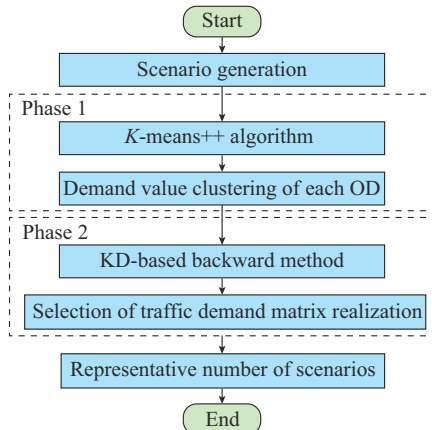 Start
Scenario generation
Phase 1
K-means++ algorithm
Demand value clustering of each OD
Phase 2
KD-based backward method
Selection of traffic demand matrix realization
Representative number of scenarios
End